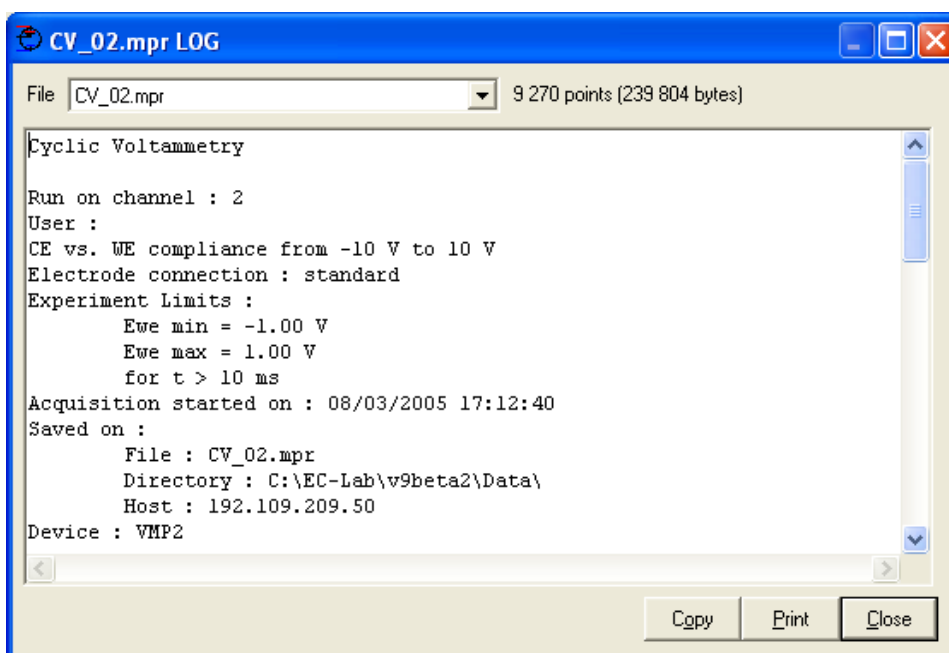 CV_02.mpr LOG
File CV_02.mpr 9 270 points (239 804 bytes)
Cyclic Voltammetry
Run on channel : 2
User :
CE vs. WE compliance from -10 V to 10 V
Electrode connection : standard
Experiment Limits :
Ewe min = -1.00 V
Ewe max = 1.00 V
for t > 10 ms
Acquisition started on : 08/03/2005 17:12:40
Saved on :
File : CV_02.mpr
Directory : C:\EC-Lab\v9beta2\Data\
Host : 192.109.209.50
Device : VMP2
Copy Print Close